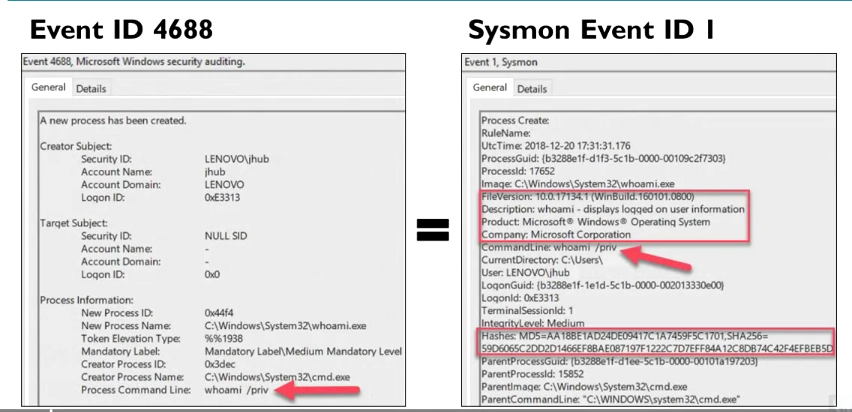 Event ID 4688
Event 4688, Microsoft Windows security auditing.
General Details
A new process has been created.
Creator Subject:
Security ID: LENOVO\jhub
Account Name: jhub
Account Domain: LENOVO
Logon ID: 0xE3313
Target Subject:
Security ID: NULL SID
Account Name: -
Account Domain: -
Logon ID: 0x0
Process Information:
New Process ID: 0x44f4
New Process Name: C:\Windows\System32\whoami.exe
Token Elevation Type: %%1938
Mandatory Label: Mandatory Label\Medium Mandatory Level
Creator Process ID: 0x3dec
Creator Process Name: C:\Windows\System32\cmd.exe
Process Command Line: whoami /priv
=
Sysmon Event ID 1
Event 1, Sysmon
General Details
Process Create:
RuleName:
UtcTime: 2018-12-20 17:31:31.176
ProcessGuid: {b3288e1f-d1f3-5c1b-0000-00109c2f7303}
ProcessId: 17652
Image: C:\Windows\System32\whoami.exe
FileVersion: 10.0.17134.1 (WinBuild.160101.0800)
Description: whoami - displays logged on user information
Product: Microsoft® Windows® Operating System
Company: Microsoft Corporation
CommandLine: whoami /priv
CurrentDirectory: C:\Users\
User: LENOVO\jhub
LogonGuid: {b3288e1f-1e1d-5c1b-0000-002013330e00}
LogonId: 0xE3313
TerminalSessionId: 1
IntegrityLevel: Medium
Hashes: MD5=AA18BE1AD24DE09417C1A7459F5C1701,SHA256=
59D6065C2DD2D1466EF8BAE087197F1222C7D7EFF84A12C8DB74C42F4EFBEB5D
ParentProcessGuid: {b3288e1f-d1ee-5c1b-0000-00101a197203}
ParentProcessId: 15852
ParentImage: C:\Windows\System32\cmd.exe
ParentCommandLine: "C:\WINDOWS\system32\cmd.exe"